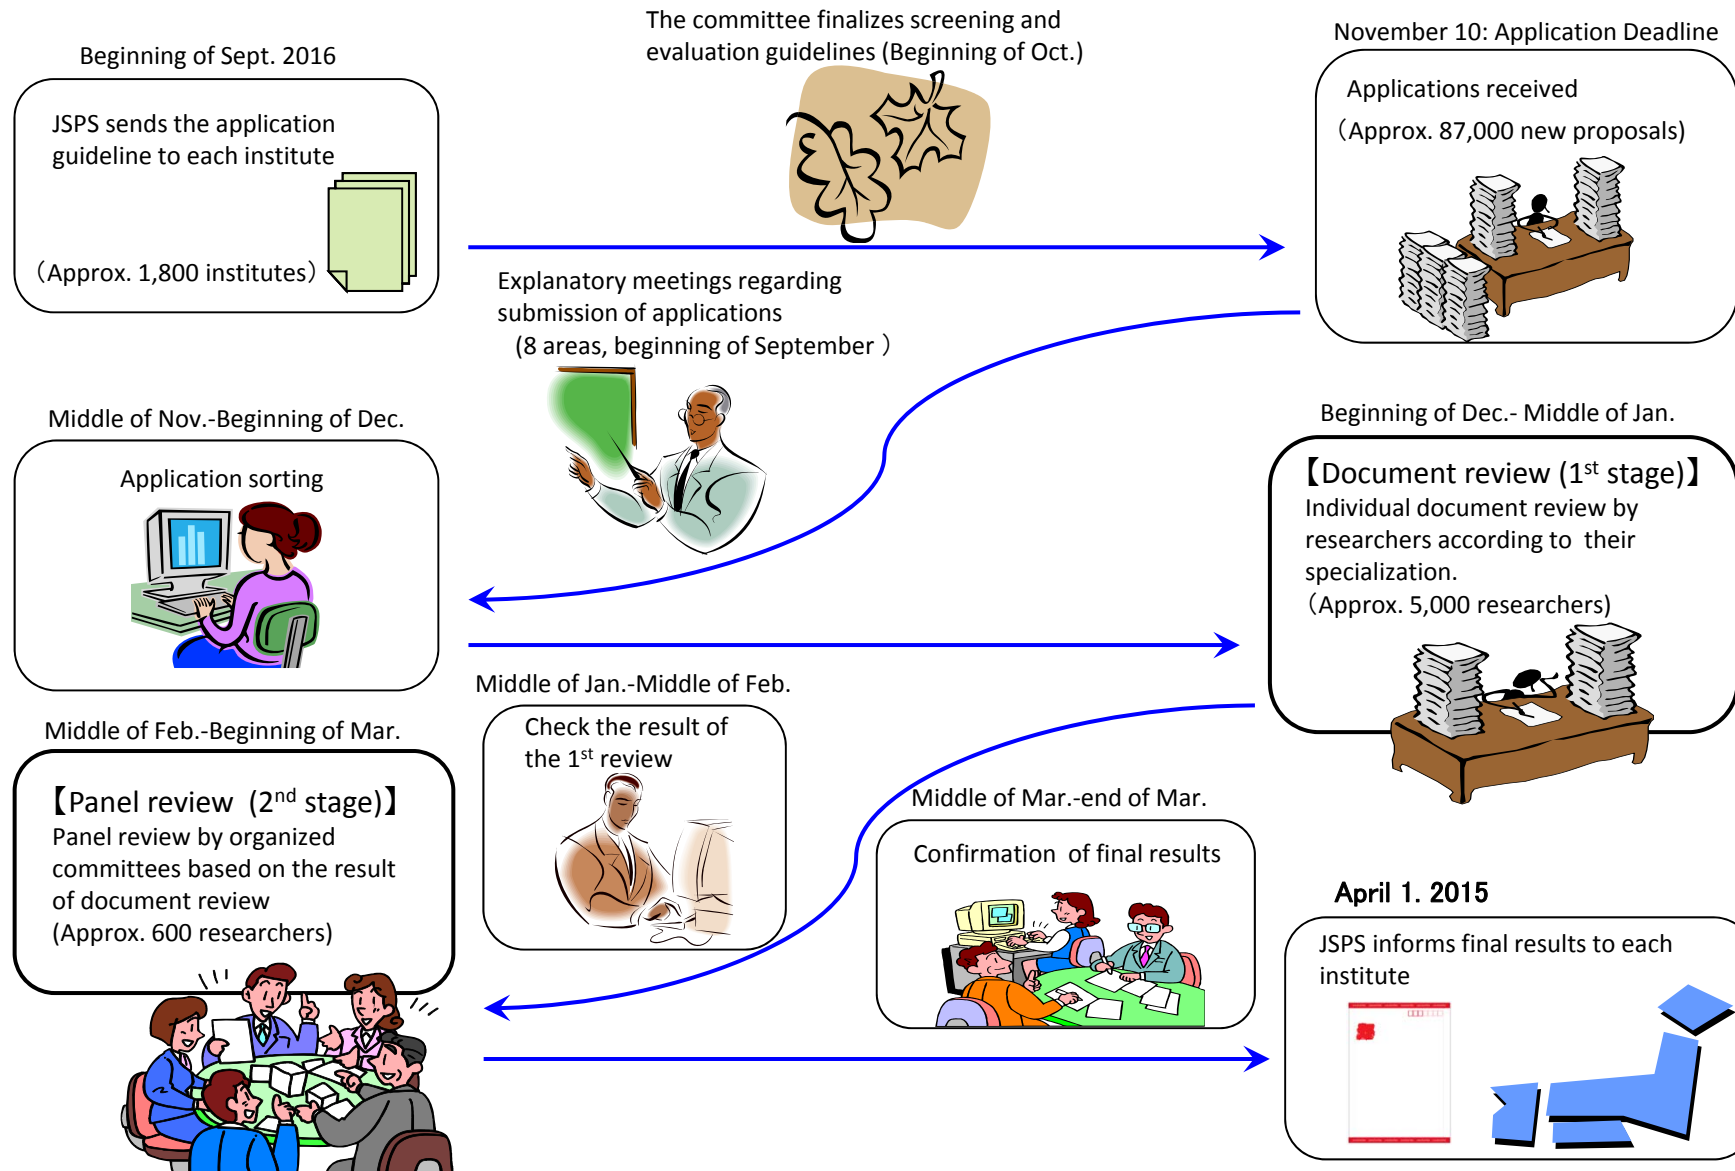 Beginning of Sept. 2016
JSPS sends the application
guideline to each institute
（Approx. 1,800 institutes）
The committee finalizes screening and
evaluation guidelines (Beginning of Oct.)
Explanatory meetings regarding
submission of applications
(8 areas, beginning of September ）
November 10: Application Deadline
Applications received
（Approx. 87,000 new proposals)
Middle of Nov.-Beginning of Dec.
Application sorting
Beginning of Dec.- Middle of Jan.
【Document review (1st stage)】
Individual document review by
researchers according to their
specialization.
（Approx. 5,000 researchers)
Middle of Jan.-Middle of Feb.
Check the result of
the 1st review
Middle of Feb.-Beginning of Mar.
【Panel review (2nd stage)】
Panel review by organized
committees based on the result
of document review
(Approx. 600 researchers)
Middle of Mar.-end of Mar.
Confirmation of final results
April 1. 2015
JSPS informs final results to each
institute